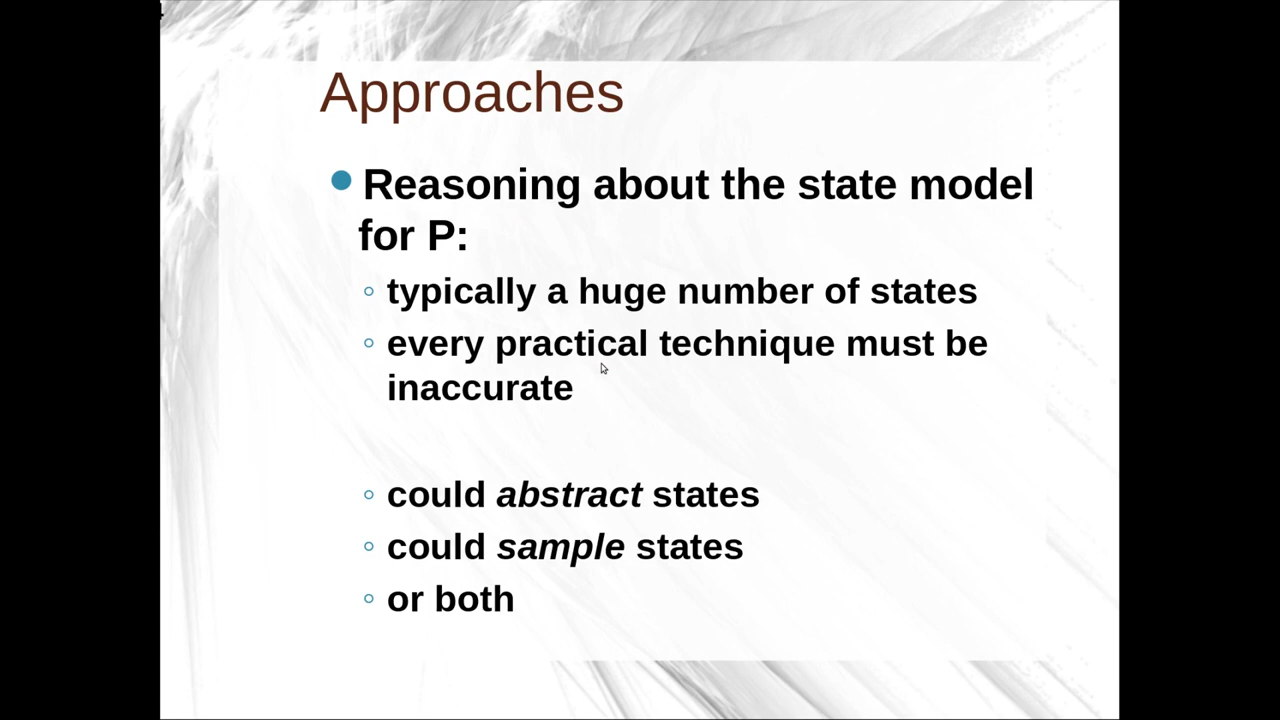 Approaches
Reasoning about the state model
for P:
typically a huge number of states
every practical technique must be
inaccurate
could abstract states
could sample states
or both